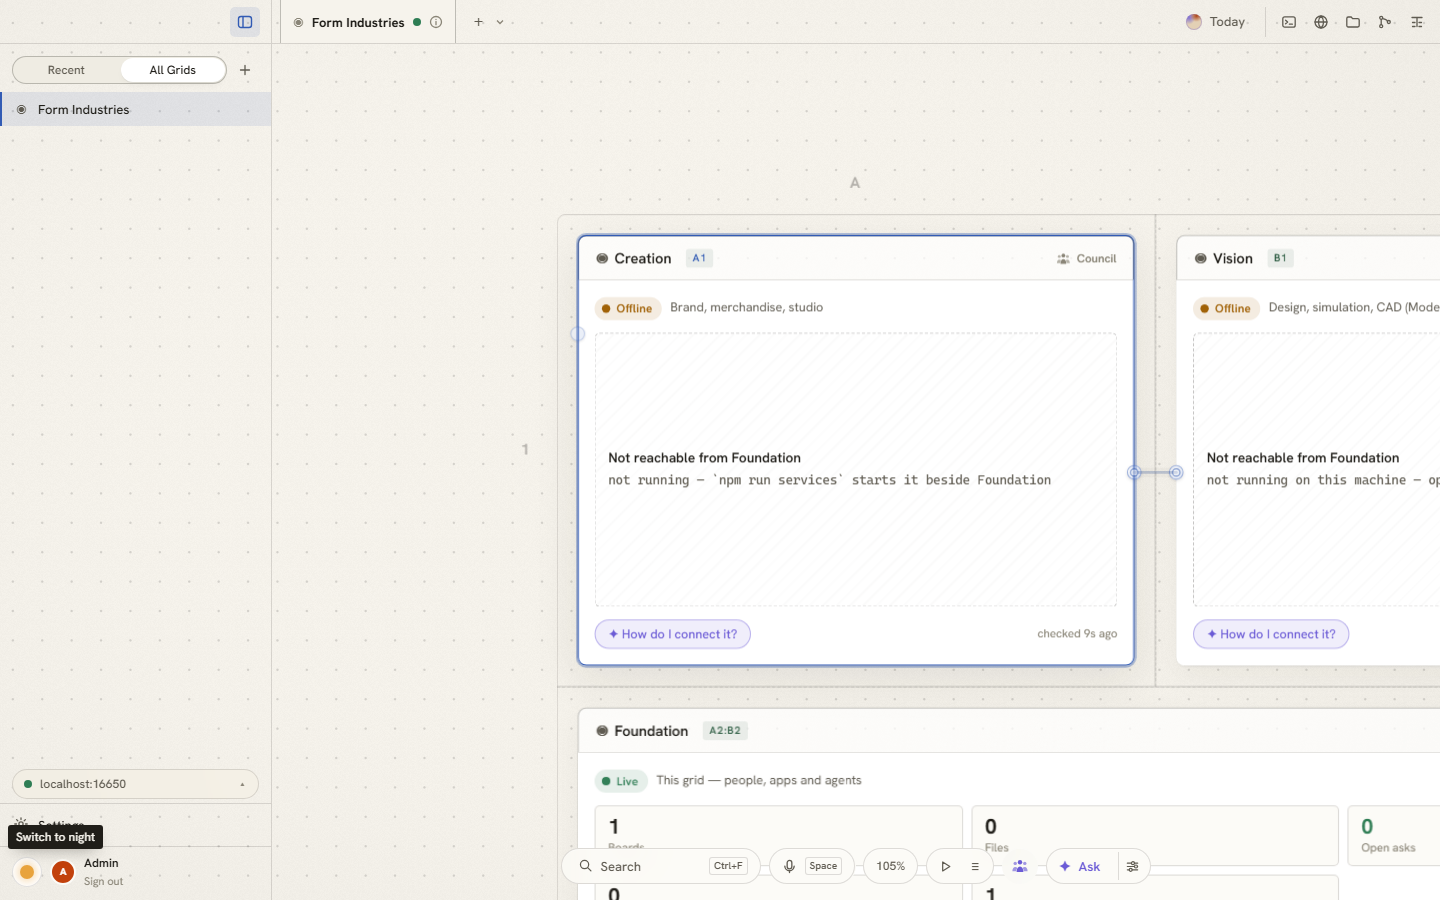 Form Industries
Today
Recent
All Grids
Form Industries
A
1
Creation
A1
Council
Offline
Brand, merchandise, studio
Not reachable from Foundation
not running — `npm run services` starts it beside Foundation
How do I connect it?
checked 9s ago
Vision
B1
Offline
Design, simulation, CAD (Mode
Not reachable from Foundation
not running on this machine — op
How do I connect it?
Foundation
A2:B2
Live
This grid — people, apps and agents
1
Boards
0
Files
0
Open asks
0
1
localhost:16650
Settings
Switch to night
A
Admin
Sign out
Search
Ctrl+F
Space
105%
Ask